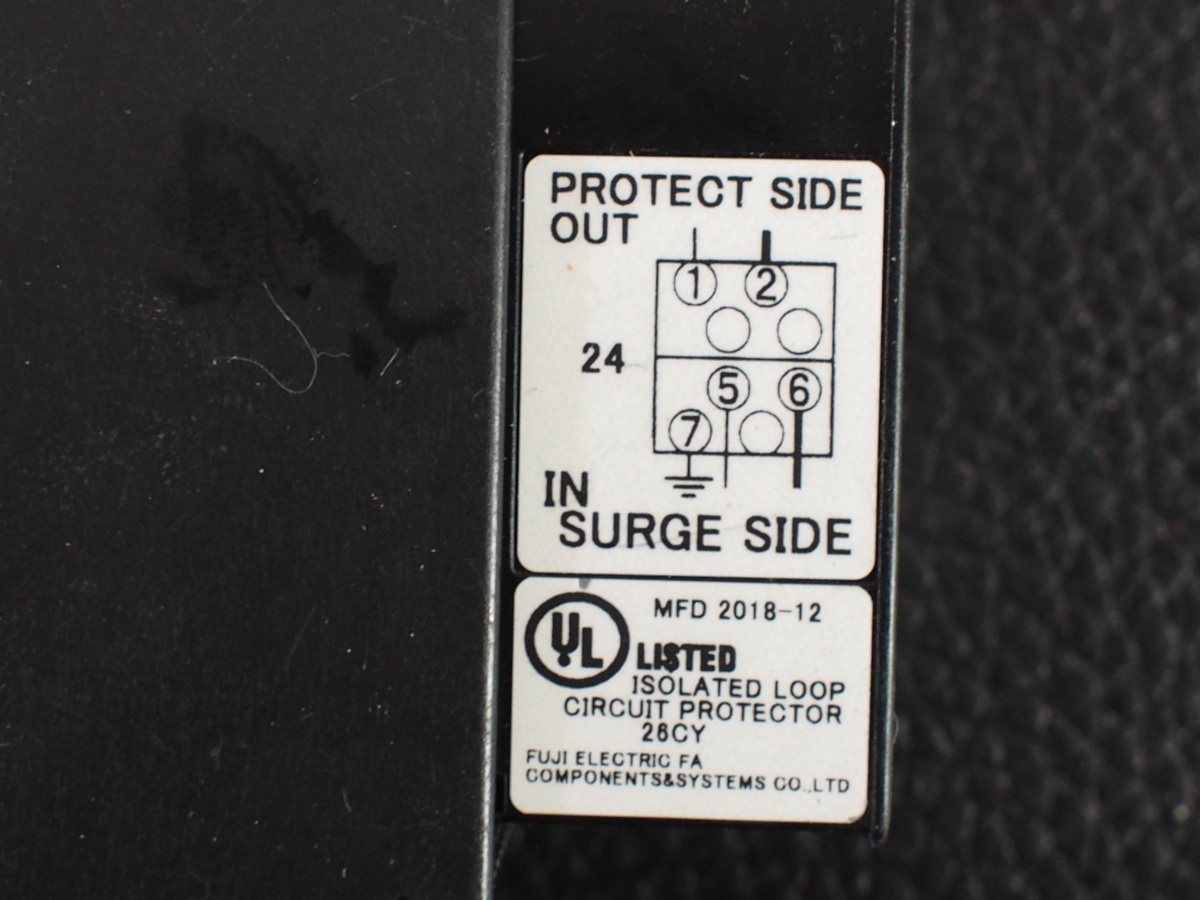 PROTECT SIDE
OUT
1 2
24
5 6
7
IN
SURGE SIDE
MFD 2018-12
UL
LISTED
ISOLATED LOOP
CIRCUIT PROTECTOR
26CY
FUJI ELECTRIC FA
COMPONENTS&SYSTEMS CO.,LTD